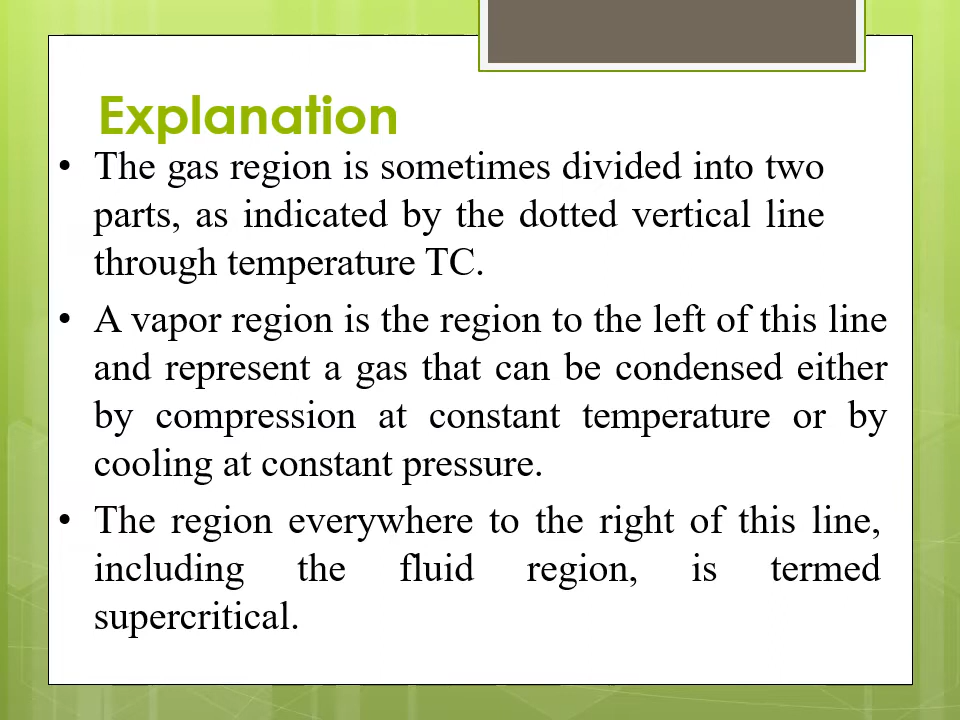 Explanation
• The gas region is sometimes divided into two
parts, as indicated by the dotted vertical line
through temperature TC.
• A vapor region is the region to the left of this line
and represent a gas that can be condensed either
by compression at constant temperature or by
cooling at constant pressure.
• The region everywhere to the right of this line,
including the fluid region, is termed
supercritical.